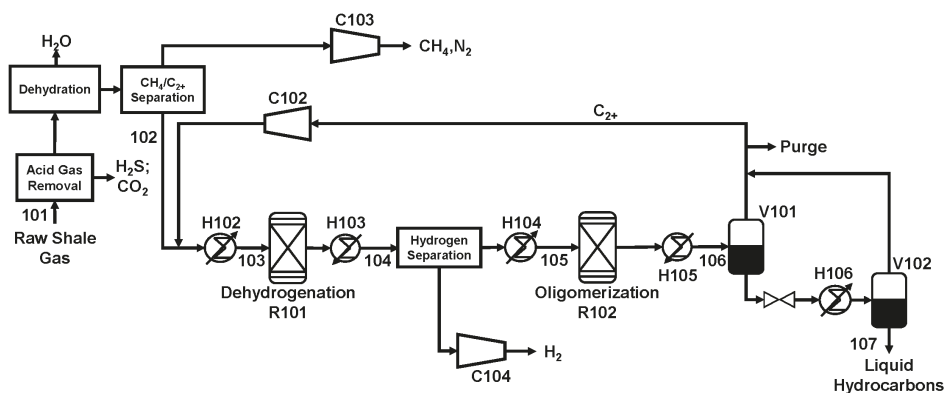 C103
H₂O
CH₄,N₂
Dehydration
CH₄/C₂₊
Separation
C102
C₂₊
102
Purge
Acid Gas
Removal
H₂S;
CO₂
101
Raw Shale
Gas
H102
103
H103
104
Hydrogen
Separation
H104
105
H105
106
V101
Dehydrogenation
R101
Oligomerization
R102
H106
V102
C104
H₂
107
Liquid
Hydrocarbons